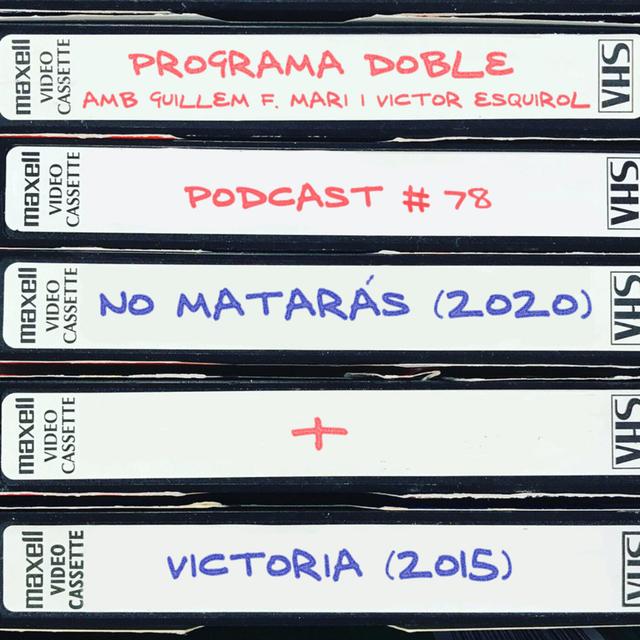 maxell
VIDEO
CASSETTE
PROGRAMA DOBLE
AMB GUILLEM F. MARI I VICTOR ESQUIROL
VHS
maxell
VIDEO
CASSETTE
PODCAST # 78
VHS
maxell
VIDEO
CASSETTE
NO MATARÁS (2020)
VHS
maxell
VIDEO
CASSETTE
+
VHS
maxell
VIDEO
CASSETTE
VICTORIA (2015)
VHS